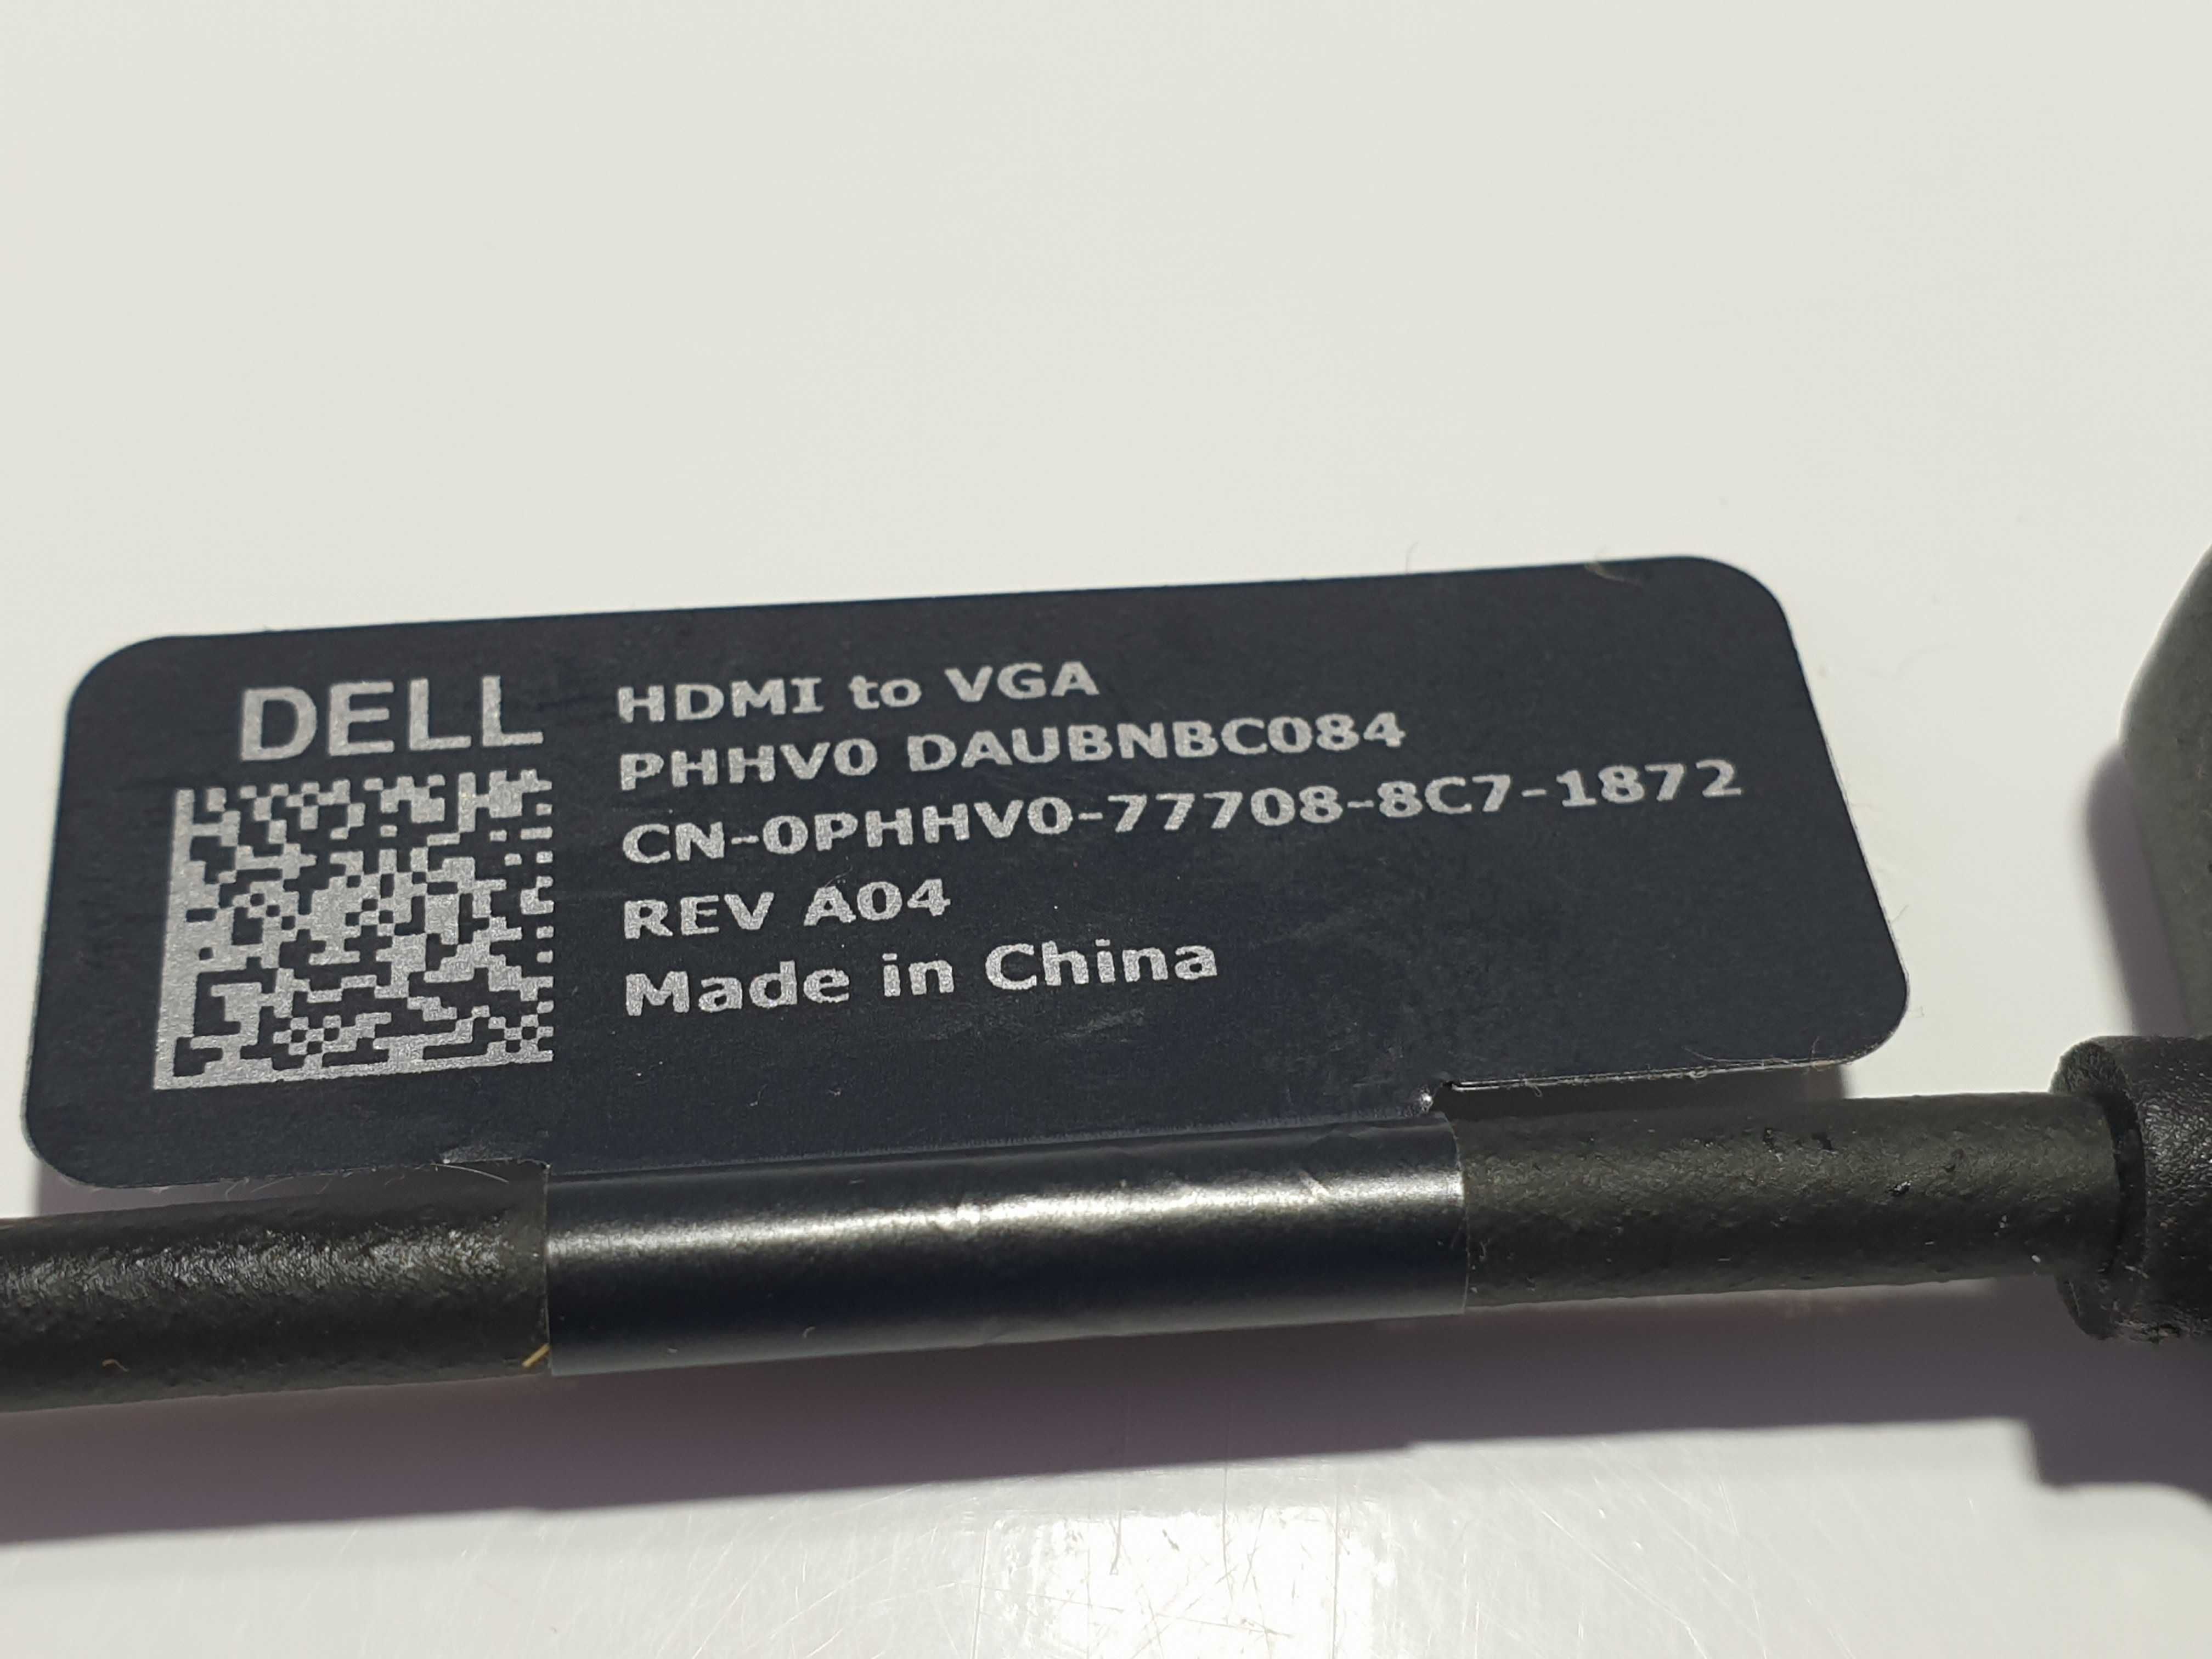 DELL
HDMI to VGA
PHHV0 DAUBNBC084
CN-0PHHV0-77708-8C7-1872
REV A04
Made in China